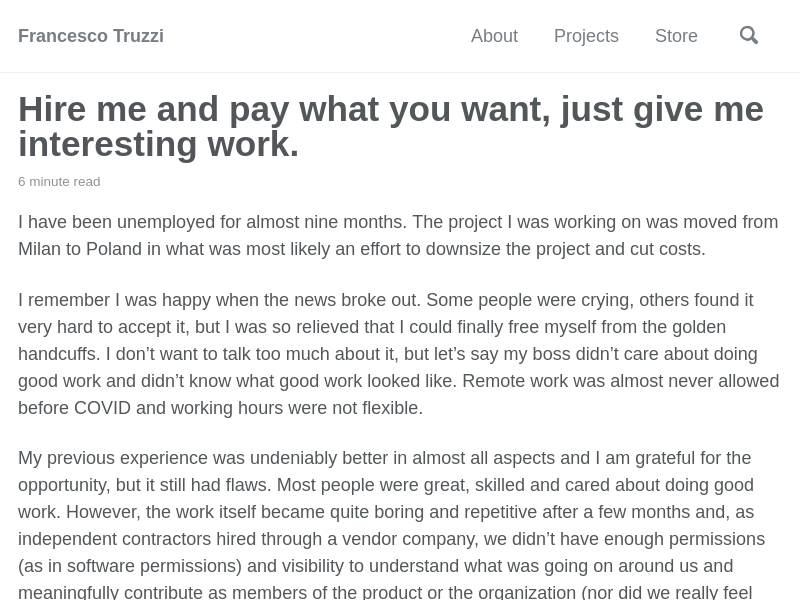 Francesco Truzzi
About
Projects
Store
Hire me and pay what you want, just give me
interesting work.
6 minute read
I have been unemployed for almost nine months. The project I was working on was moved from
Milan to Poland in what was most likely an effort to downsize the project and cut costs.
I remember I was happy when the news broke out. Some people were crying, others found it
very hard to accept it, but I was so relieved that I could finally free myself from the golden
handcuffs. I don’t want to talk too much about it, but let’s say my boss didn’t care about doing
good work and didn’t know what good work looked like. Remote work was almost never allowed
before COVID and working hours were not flexible.
My previous experience was undeniably better in almost all aspects and I am grateful for the
opportunity, but it still had flaws. Most people were great, skilled and cared about doing good
work. However, the work itself became quite boring and repetitive after a few months and, as
independent contractors hired through a vendor company, we didn’t have enough permissions
(as in software permissions) and visibility to understand what was going on around us and
meaningfully contribute as members of the product or the organization (nor did we really feel